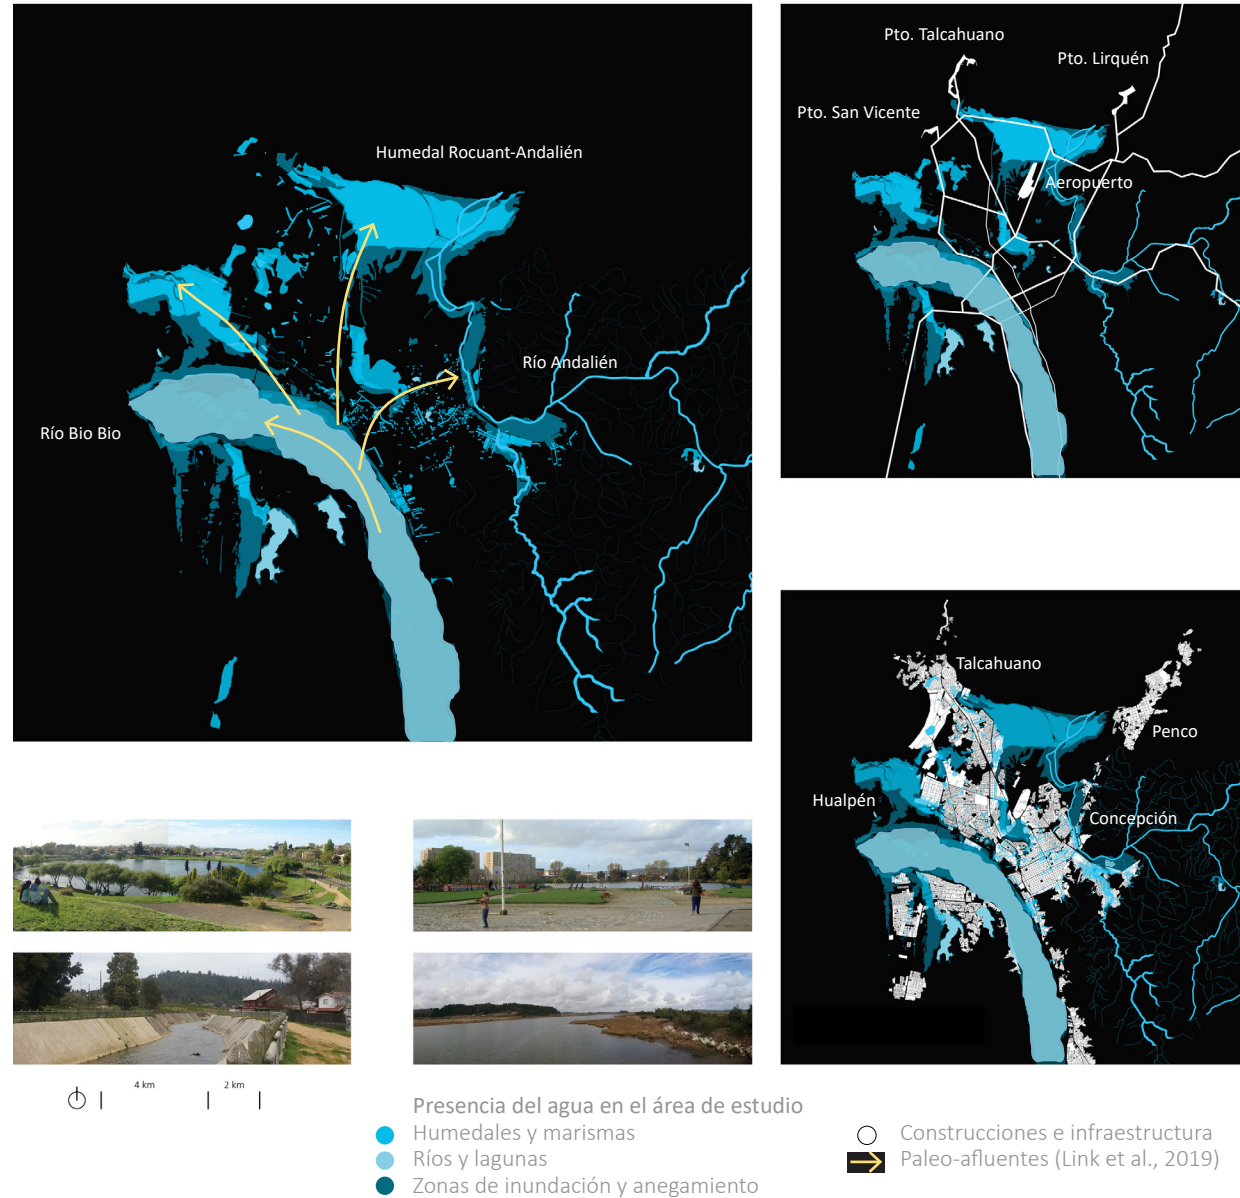 Humedal Rocuant-Andalién
Río Andalién
Río Bio Bio
Pto. Talcahuano
Pto. Lirquén
Pto. San Vicente
Aeropuerto
Talcahuano
Penco
Hualpén
Concepción
4 km
2 km
Presencia del agua en el área de estudio
Humedales y marismas
Ríos y lagunas
Zonas de inundación y anegamiento
Construcciones e infraestructura
Paleo-afluentes (Link et al., 2019)